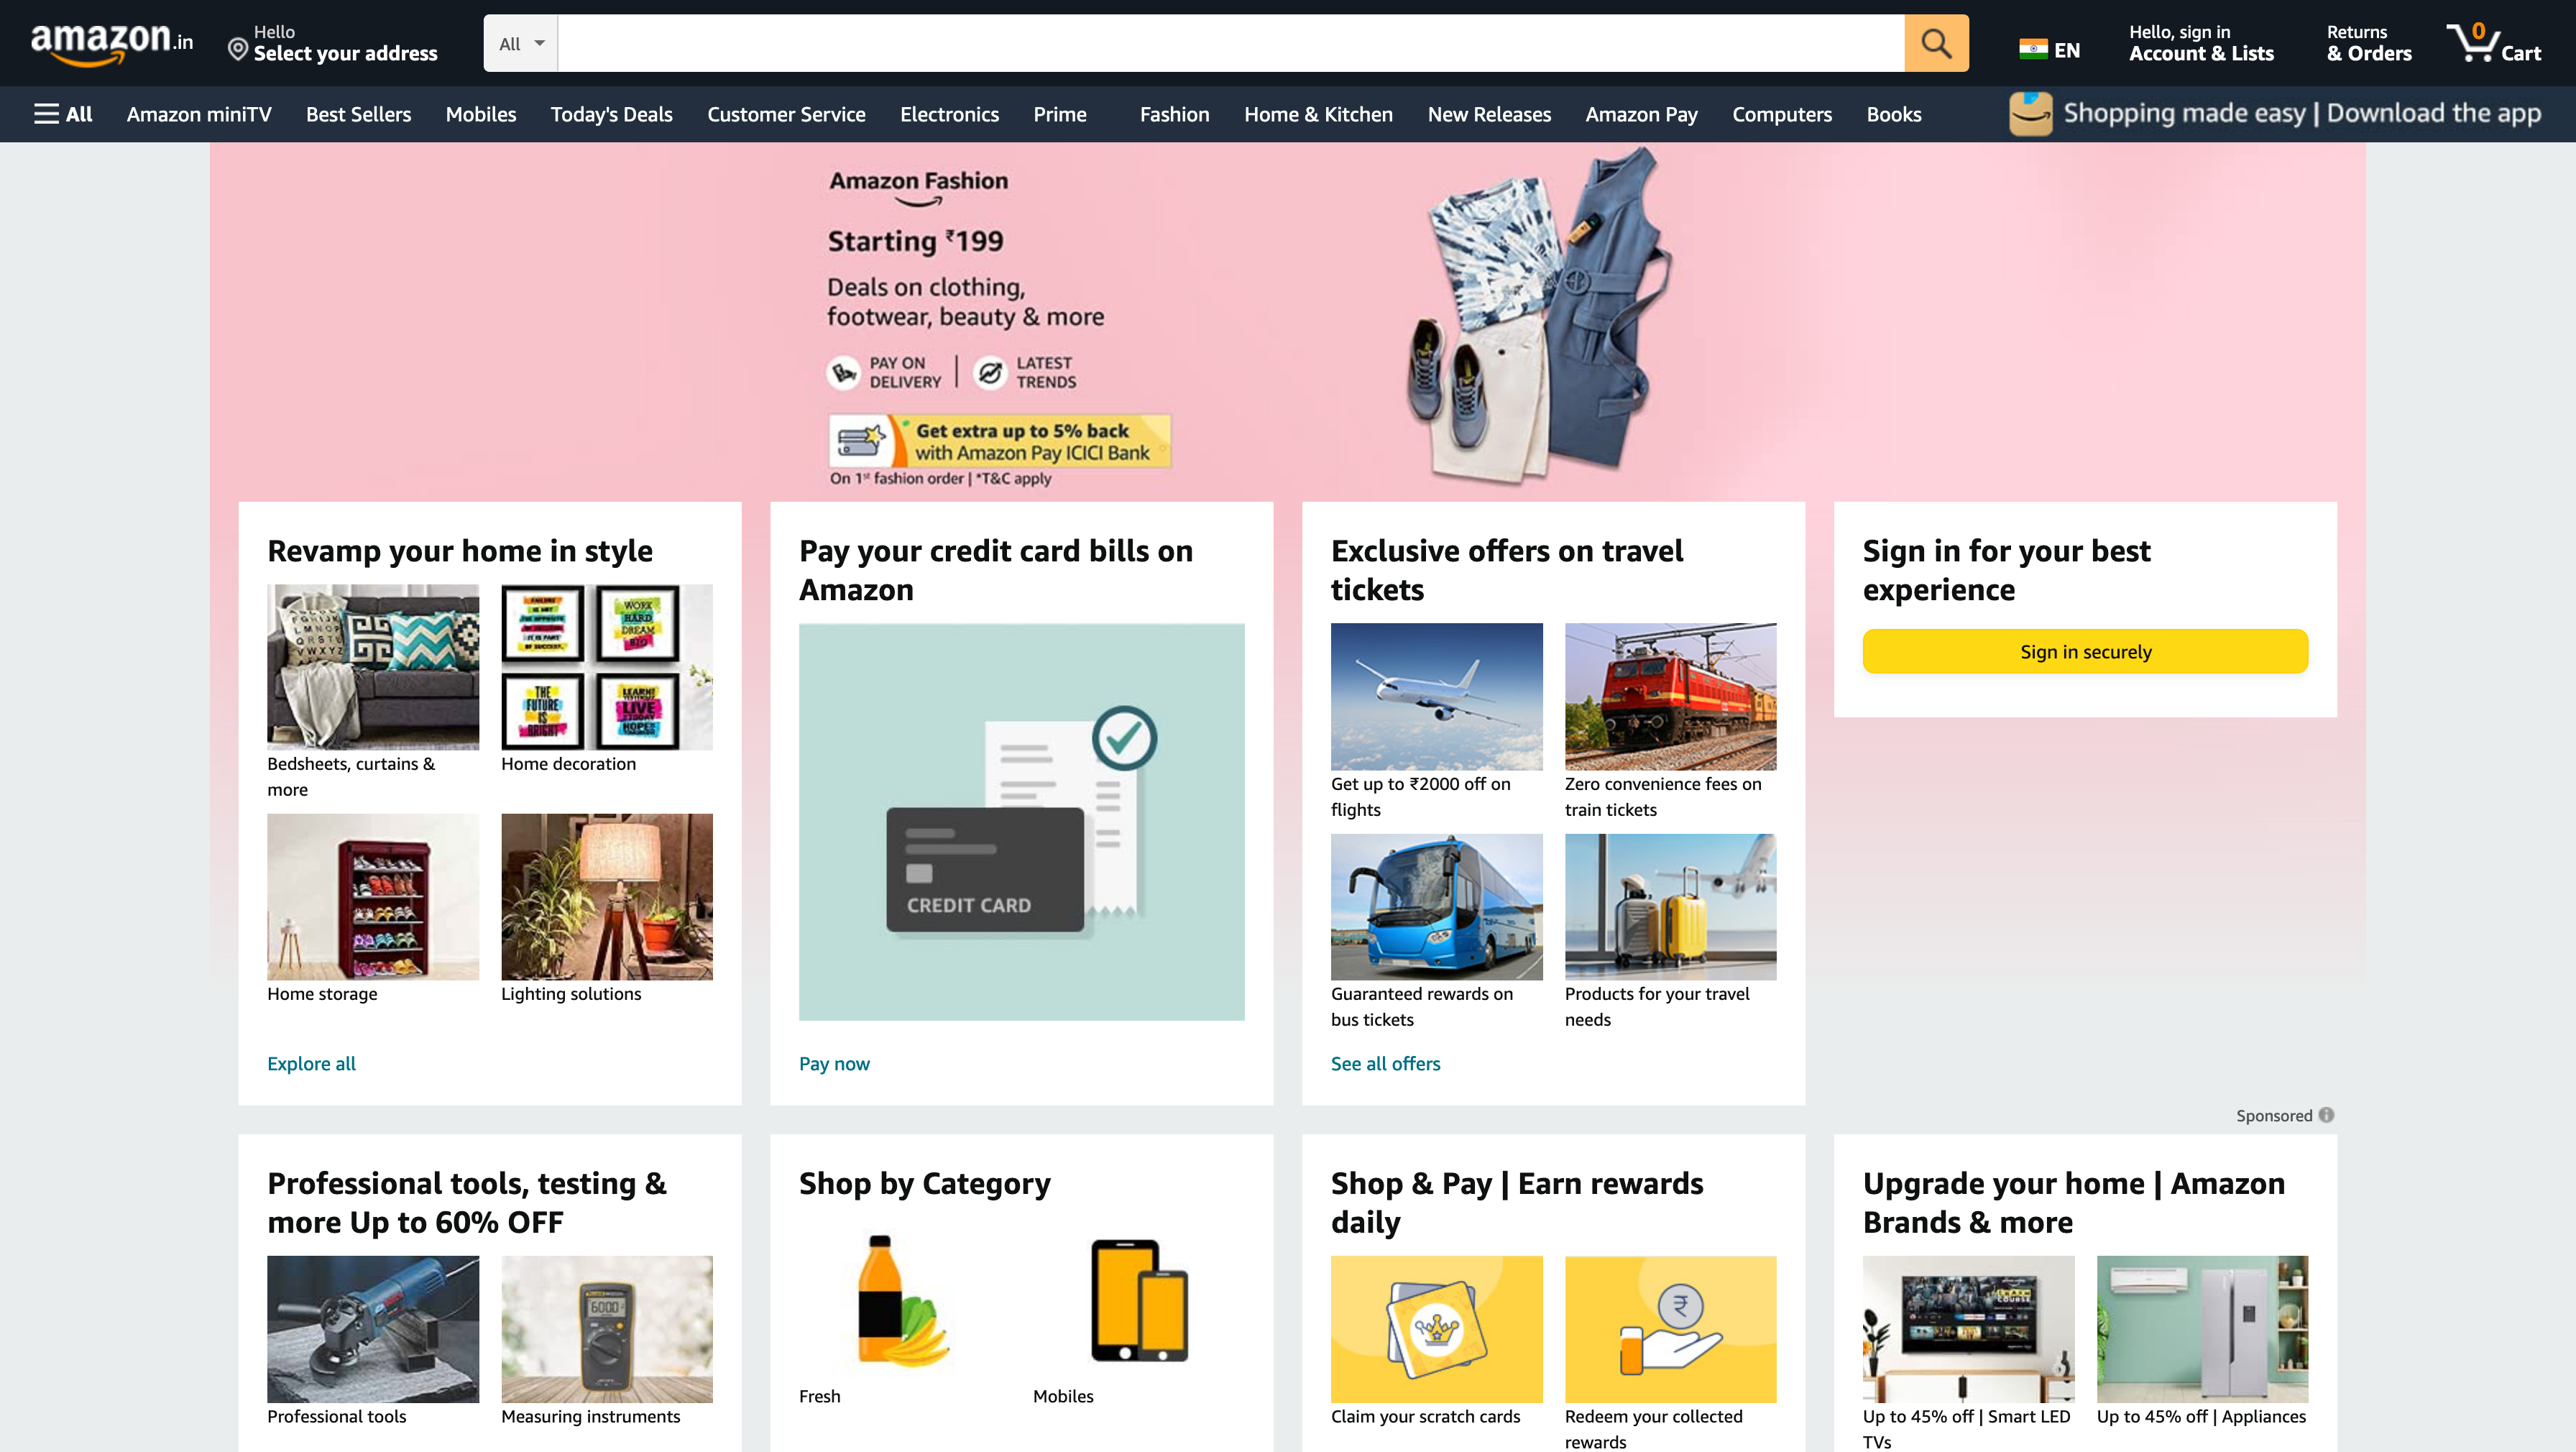 amazon.in
Hello
Select your address
All
EN
Hello, sign in
Account & Lists
Returns
& Orders
0
Cart
All
Amazon miniTV
Best Sellers
Mobiles
Today's Deals
Customer Service
Electronics
Prime
Fashion
Home & Kitchen
New Releases
Amazon Pay
Computers
Books
Shopping made easy | Download the app
Amazon Fashion
Starting ₹199
Deals on clothing,
footwear, beauty & more
PAY ON
DELIVERY
LATEST
TRENDS
Get extra up to 5% back
with Amazon Pay ICICI Bank
On 1st fashion order | *T&C apply
Revamp your home in style
WORK
HARD
DREAM
BIG
THE
FUTURE
IS
BRIGHT
LIVE
Bedsheets, curtains &
more
Home decoration
Home storage
Lighting solutions
Explore all
Pay your credit card bills on
Amazon
CREDIT CARD
Pay now
Exclusive offers on travel
tickets
Get up to ₹2000 off on
flights
Zero convenience fees on
train tickets
Guaranteed rewards on
bus tickets
Products for your travel
needs
See all offers
Sign in for your best
experience
Sign in securely
Sponsored
Professional tools, testing &
more Up to 60% OFF
6000
Professional tools
Measuring instruments
Shop by Category
Fresh
Mobiles
Shop & Pay | Earn rewards
daily
₹
Claim your scratch cards
Redeem your collected
rewards
Upgrade your home | Amazon
Brands & more
Up to 45% off | Smart LED
TVs
Up to 45% off | Appliances